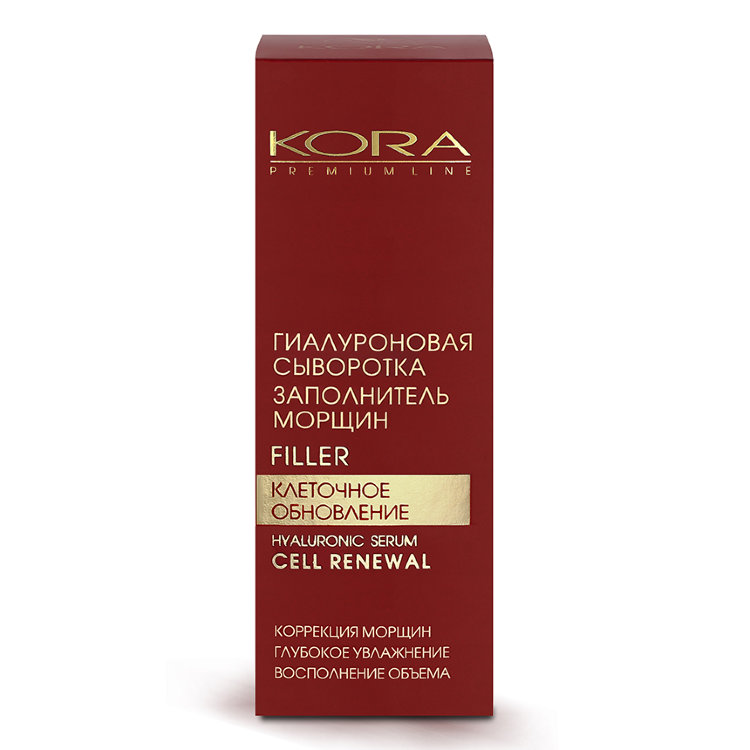 KORA
PREMIUM LINE
ГИАЛУРОНОВАЯ
СЫВОРОТКА
ЗАПОЛНИТЕЛЬ
МОРЩИН
FILLER
КЛЕТОЧНОЕ
ОБНОВЛЕНИЕ
HYALURONIC SERUM
CELL RENEWAL
КОРРЕКЦИЯ МОРЩИН
ГЛУБОКОЕ УВЛАЖНЕНИЕ
ВОСПОЛНЕНИЕ ОБЪЕМА